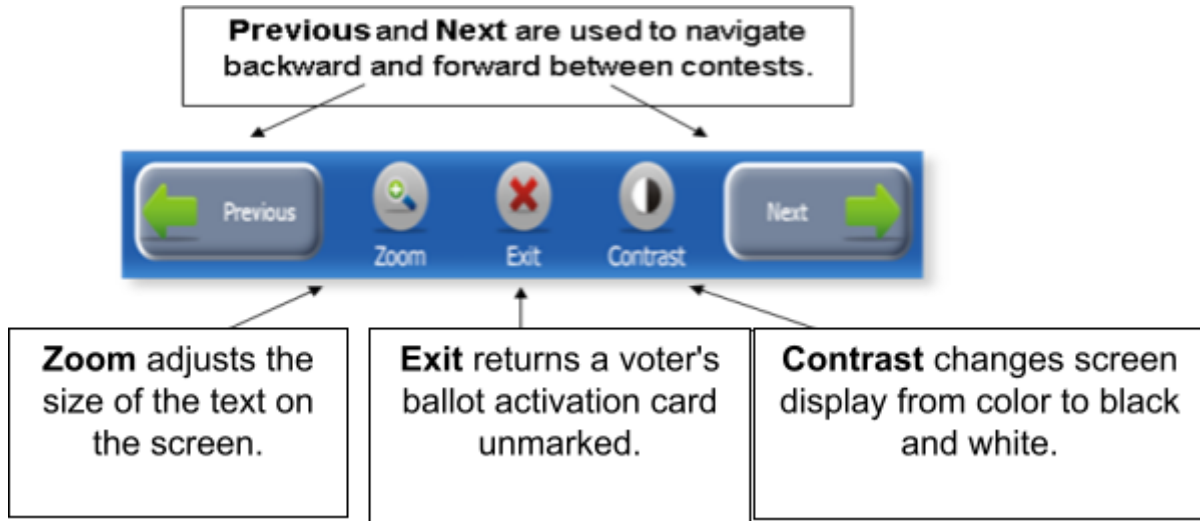 Previous and Next are used to navigate
backward and forward between contests.
Previous
Zoom
Exit
Contrast
Next
Zoom adjusts the
size of the text on
the screen.
Exit returns a voter's
ballot activation card
unmarked.
Contrast changes screen
display from color to black
and white.